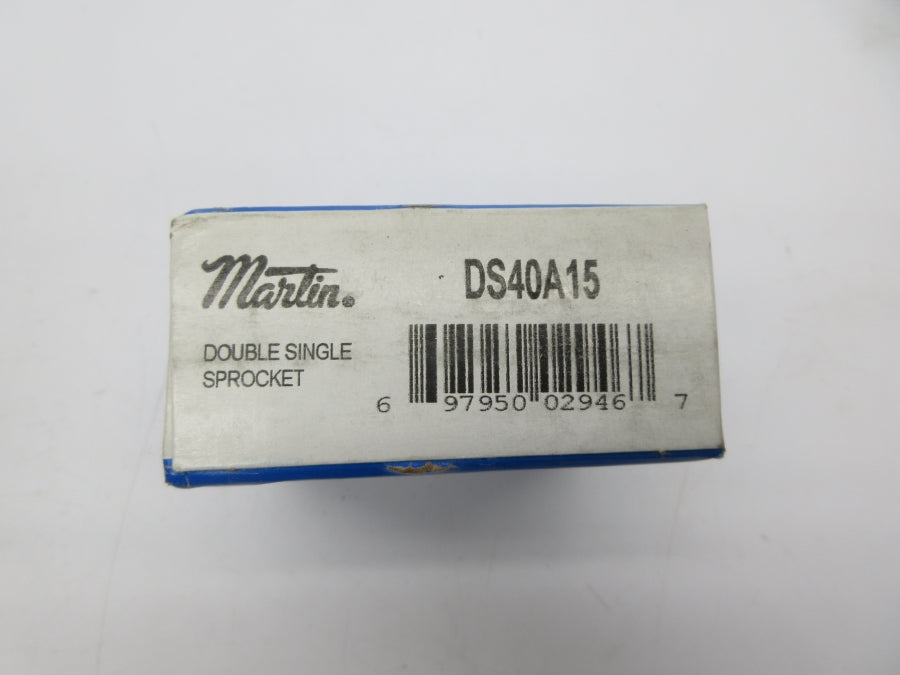 Martin®
DS40A15
DOUBLE SINGLE
SPROCKET
6 97950 02946 7